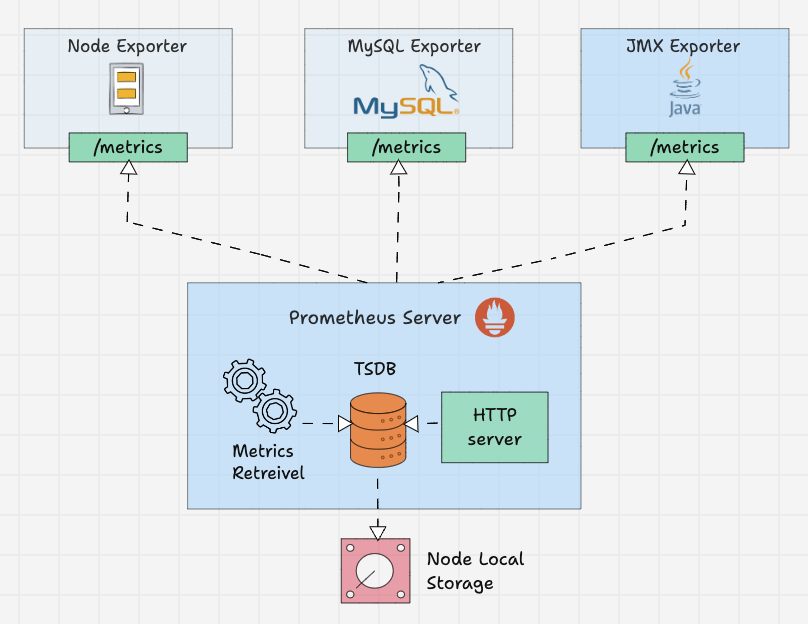 Node Exporter
MySQL Exporter
JMX Exporter
MySQL®
Java
/metrics
/metrics
/metrics
Prometheus Server
TSDB
HTTP
server
Metrics
Retreivel
Node Local
Storage